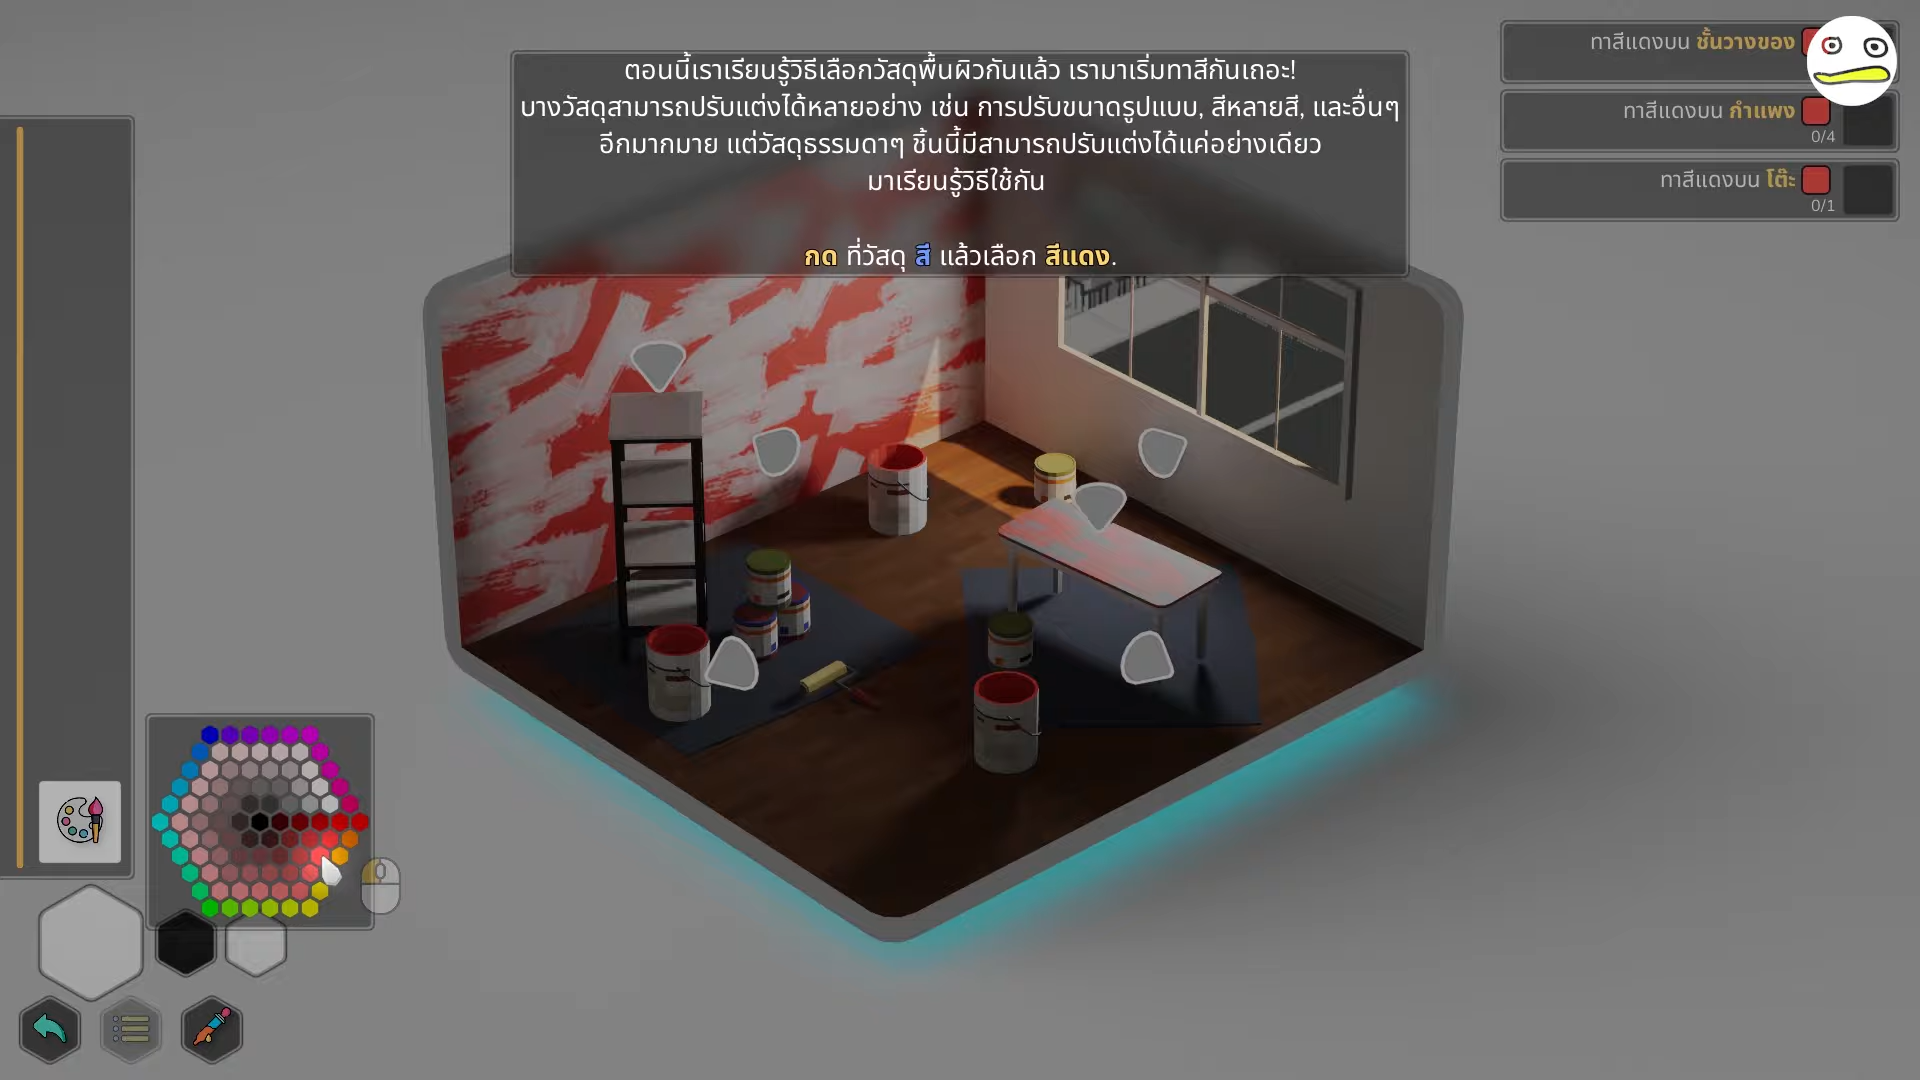 ตอนนี้เราเรียนรู้วิธีเลือกวัสดุพื้นผิวกันแล้ว เรามาเริ่มทาสีกันเถอะ!
บางวัสดุสามารถปรับแต่งได้หลายอย่าง เช่น การปรับขนาดรูปแบบ, สีหลายสี, และอื่นๆ
อีกมากมาย แต่วัสดุธรรมดาๆ ชิ้นนี้มีสามารถปรับแต่งได้แค่อย่างเดียว
มาเรียนรู้วิธีใช้กัน
กด ที่วัสดุ สี แล้วเลือก สีแดง.
ทาสีแดงบน ชั้นวางของ
ทาสีแดงบน กำแพง
0/4
ทาสีแดงบน โต๊ะ
0/1